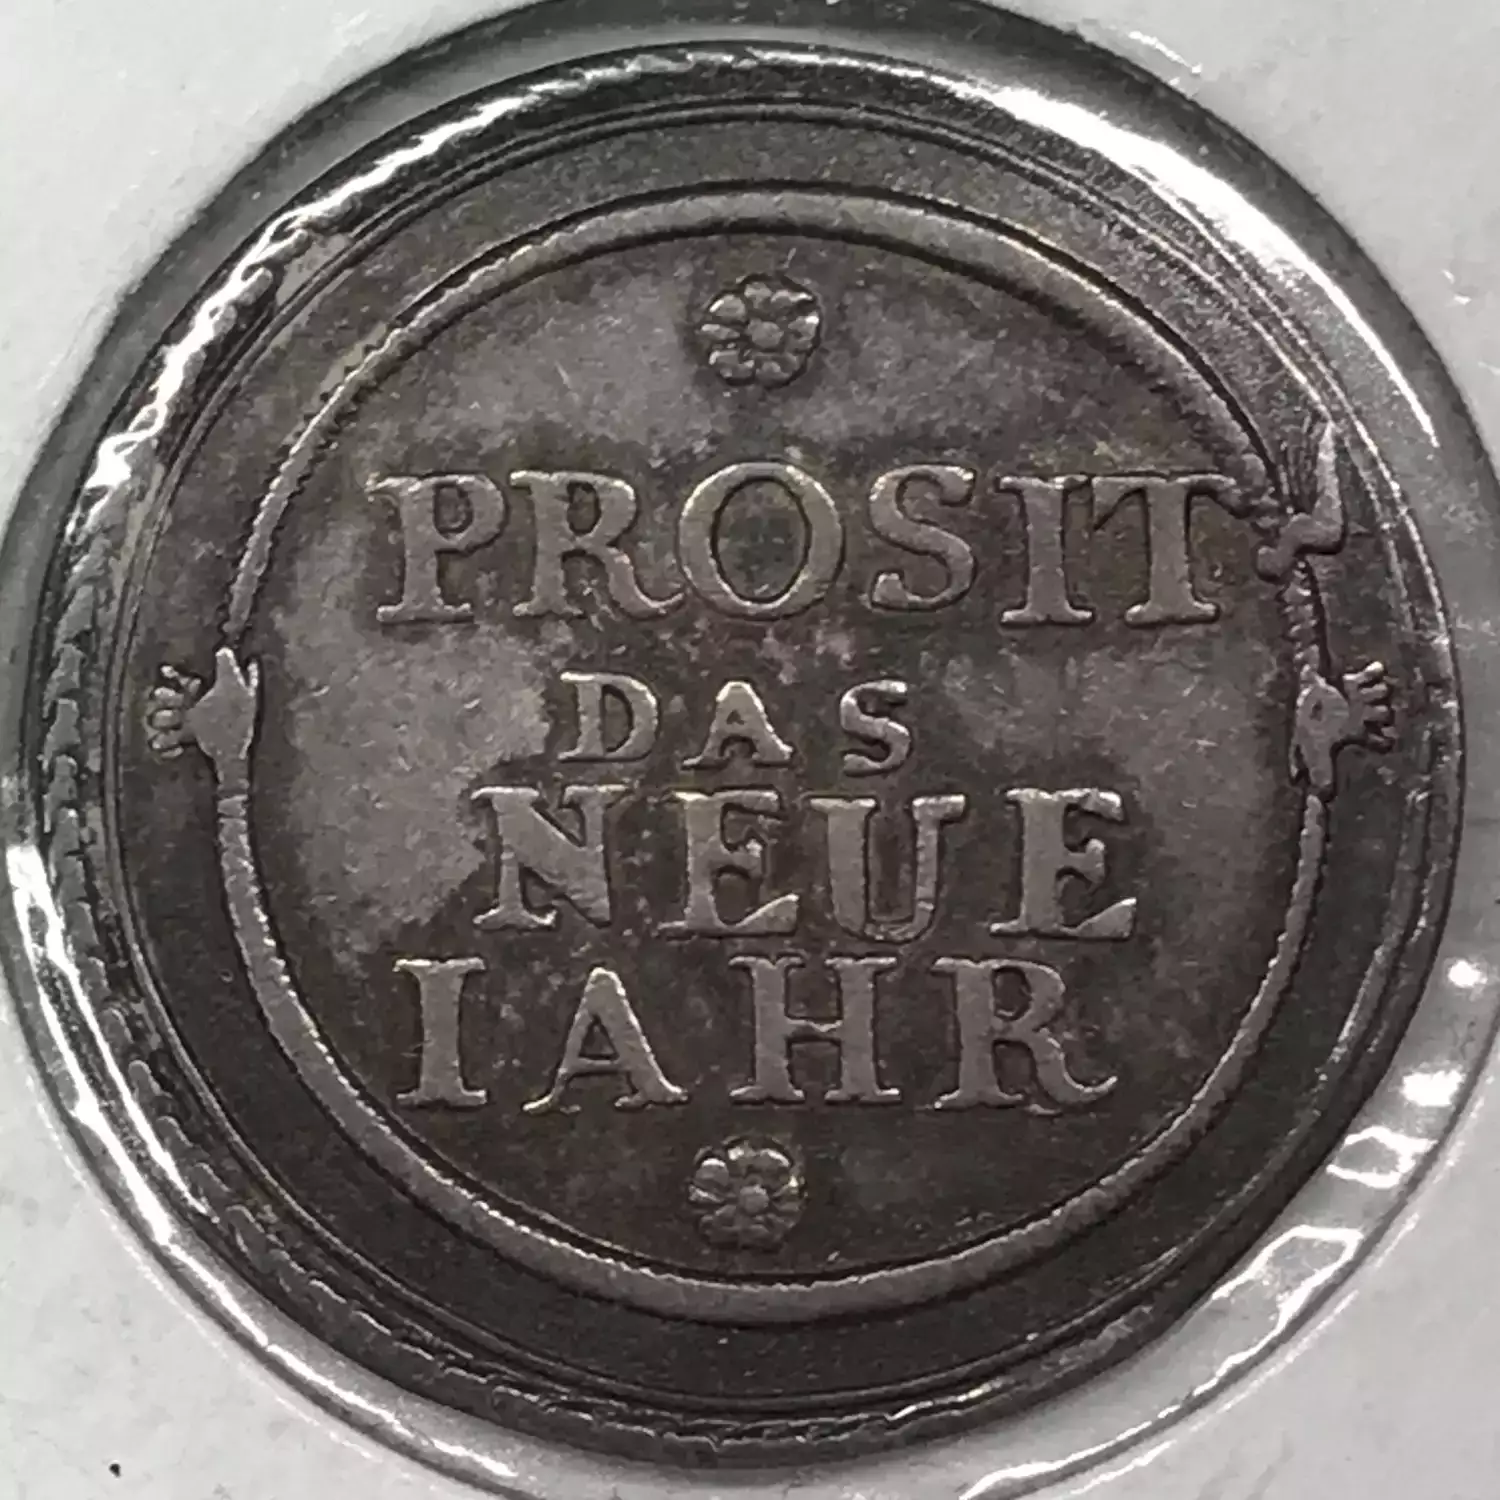 PROSIT
DAS
NEUE
IAHR